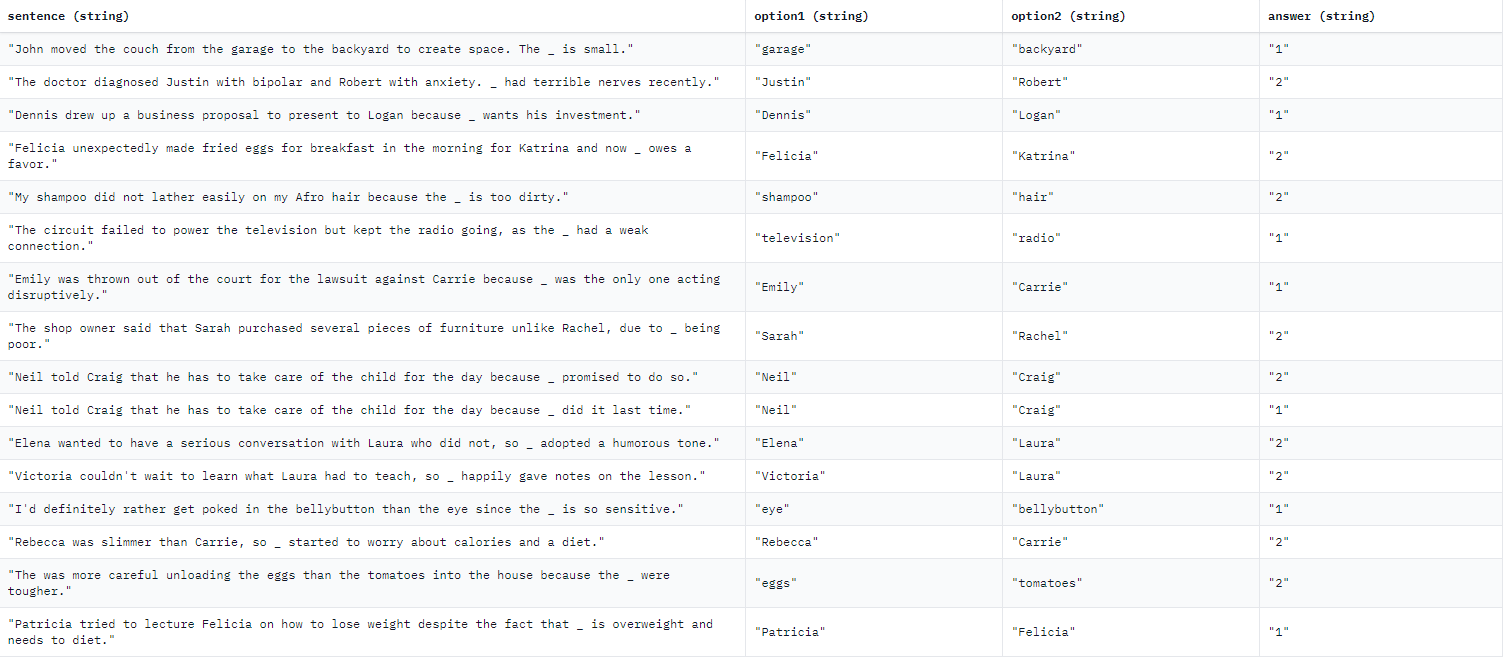 sentence (string) option1 (string) option2 (string) answer (string)
"John moved the couch from the garage to the backyard to create space. The _ is small." "garage" "backyard" "1"
"The doctor diagnosed Justin with bipolar and Robert with anxiety. _ had terrible nerves recently." "Justin" "Robert" "2"
"Dennis drew up a business proposal to present to Logan because _ wants his investment." "Dennis" "Logan" "1"
"Felicia unexpectedly made fried eggs for breakfast in the morning for Katrina and now _ owes a
favor." "Felicia" "Katrina" "2"
"My shampoo did not lather easily on my Afro hair because the _ is too dirty." "shampoo" "hair" "2"
"The circuit failed to power the television but kept the radio going, as the _ had a weak
connection." "television" "radio" "1"
"Emily was thrown out of the court for the lawsuit against Carrie because _ was the only one acting
disruptively." "Emily" "Carrie" "1"
"The shop owner said that Sarah purchased several pieces of furniture unlike Rachel, due to _ being
poor." "Sarah" "Rachel" "2"
"Neil told Craig that he has to take care of the child for the day because _ promised to do so." "Neil" "Craig" "2"
"Neil told Craig that he has to take care of the child for the day because _ did it last time." "Neil" "Craig" "1"
"Elena wanted to have a serious conversation with Laura who did not, so _ adopted a humorous tone." "Elena" "Laura" "2"
"Victoria couldn't wait to learn what Laura had to teach, so _ happily gave notes on the lesson." "Victoria" "Laura" "2"
"I'd definitely rather get poked in the bellybutton than the eye since the _ is so sensitive." "eye" "bellybutton" "1"
"Rebecca was slimmer than Carrie, so _ started to worry about calories and a diet." "Rebecca" "Carrie" "2"
"The was more careful unloading the eggs than the tomatoes into the house because the _ were
tougher." "eggs" "tomatoes" "2"
"Patricia tried to lecture Felicia on how to lose weight despite the fact that _ is overweight and
needs to diet." "Patricia" "Felicia" "1"